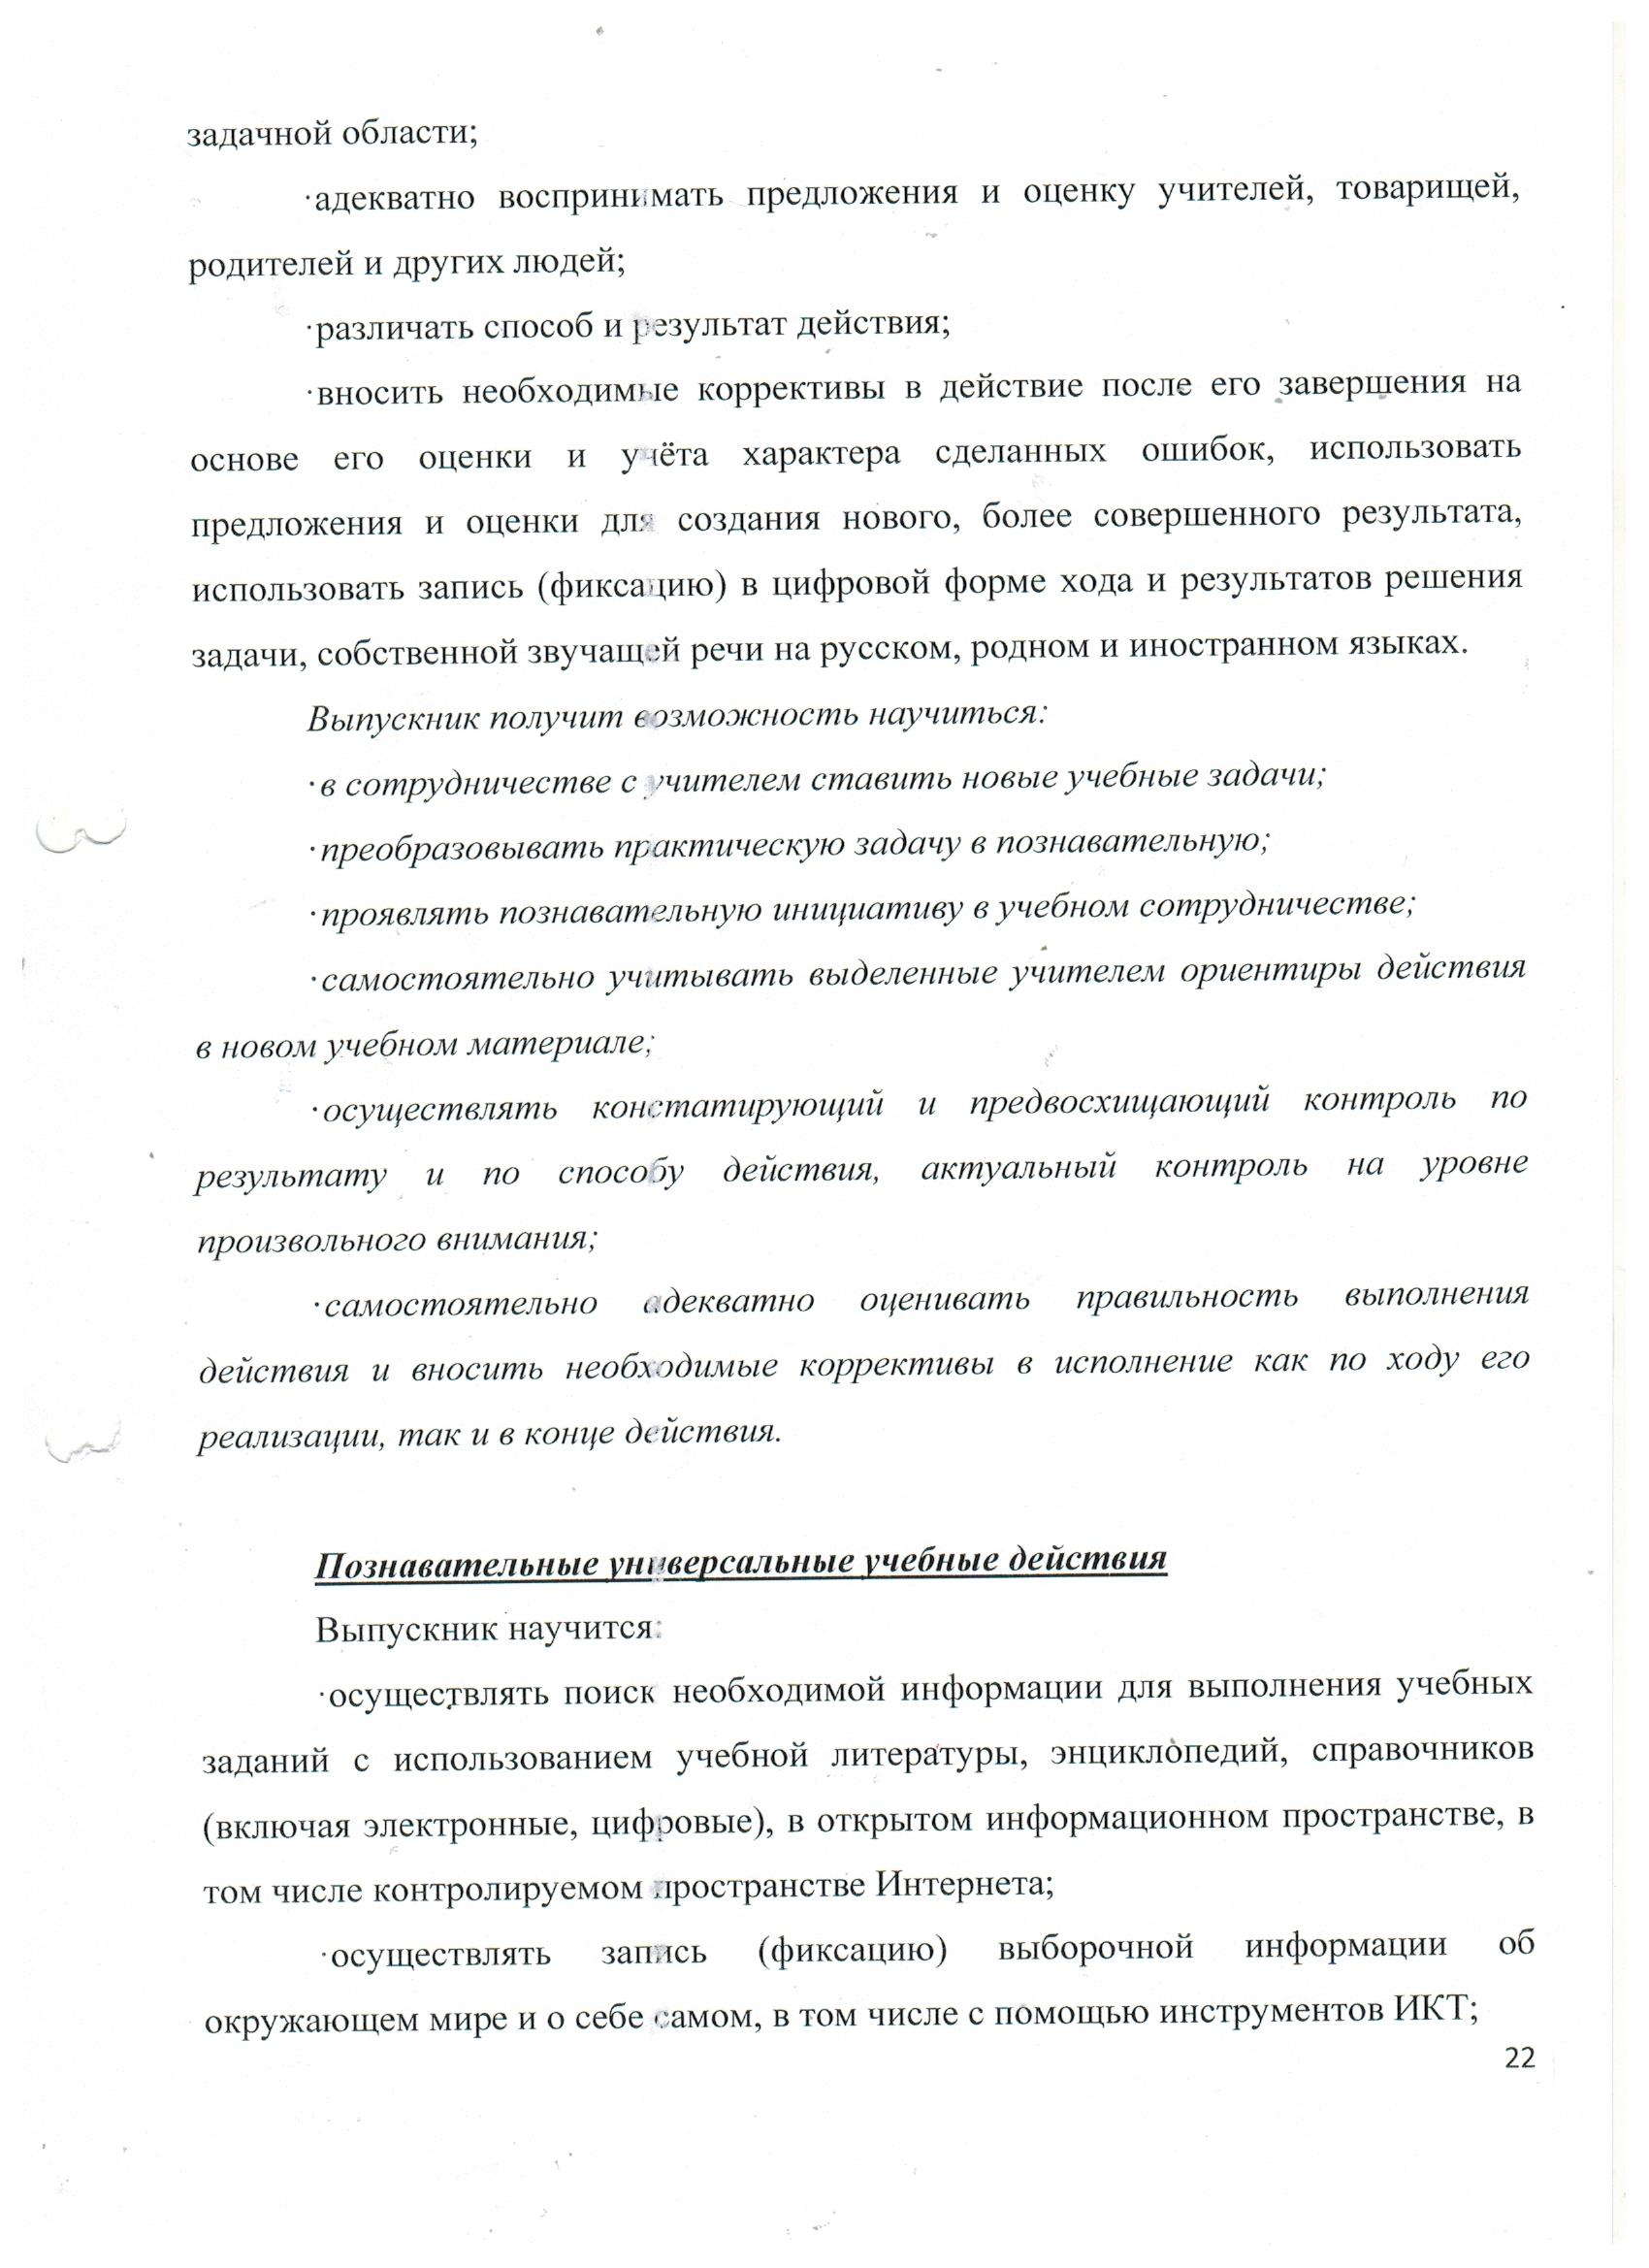 задачной области;
·адекватно воспринимать предложения и оценку учителей, товарищей,
родителей и других людей;
·различать способ и результат действия;
·вносить необходимые коррективы в действие после его завершения на
основе его оценки и учёта характера сделанных ошибок, использовать
предложения и оценки для создания нового, более совершенного результата,
использовать запись (фиксацию) в цифровой форме хода и результатов решения
задачи, собственной звучащей речи на русском, родном и иностранном языках.
Выпускник получит возможность научиться:
·в сотрудничестве с учителем ставить новые учебные задачи;
·преобразовывать практическую задачу в познавательную;
·проявлять познавательную инициативу в учебном сотрудничестве;
·самостоятельно учитывать выделенные учителем ориентиры действия
в новом учебном материале;
·осуществлять констатирующий и предвосхищающий контроль по
результату и по способу действия, актуальный контроль на уровне
произвольного внимания;
·самостоятельно адекватно оценивать правильность выполнения
действия и вносить необходимые коррективы в исполнение как по ходу его
реализации, так и в конце действия.
Познавательные универсальные учебные действия
Выпускник научится:
·осуществлять поиск необходимой информации для выполнения учебных
заданий с использованием учебной литературы, энциклопедий, справочников
(включая электронные, цифровые), в открытом информационном пространстве, в
том числе контролируемом пространстве Интернета;
·осуществлять запись (фиксацию) выборочной информации об
окружающем мире и о себе самом, в том числе с помощью инструментов ИКТ;
22